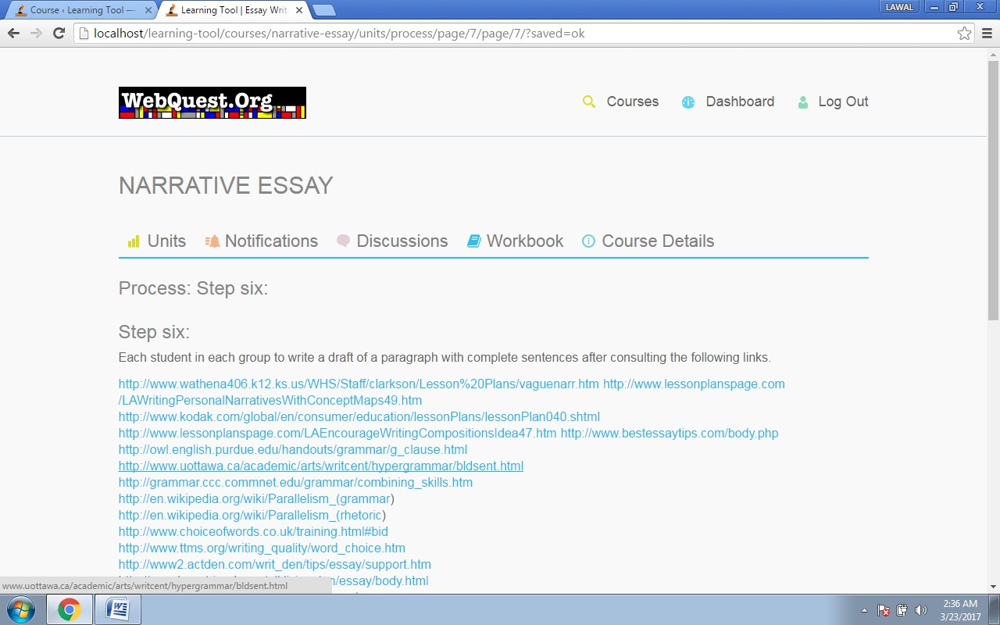 Course ‹ Learning Tool —
Learning Tool | Essay Writ
LAWAL
localhost/learning-tool/courses/narrative-essay/units/process/page/7/page/7/?saved=ok
WebQuest.Org
Courses
Dashboard
Log Out
NARRATIVE ESSAY
Units
Notifications
Discussions
Workbook
Course Details
Process: Step six:
Step six:
Each student in each group to write a draft of a paragraph with complete sentences after consulting the following links.
http://www.wathena406.k12.ks.us/WHS/Staff/clarkson/Lesson%20Plans/vaguenarr.htm http://www.lessonplanspage.com
/LAWritingPersonalNarrativesWithConceptMaps49.htm
http://www.kodak.com/global/en/consumer/education/lessonPlans/lessonPlan040.shtml
http://www.lessonplanspage.com/LAEncourageWritingCompositionsIdea47.htm http://www.bestessaytips.com/body.php
http://owl.english.purdue.edu/handouts/grammar/g_clause.html
http://www.uottawa.ca/academic/arts/writcent/hypergrammar/bldsent.html
http://grammar.ccc.commnet.edu/grammar/combining_skills.htm
http://en.wikipedia.org/wiki/Parallelism_(grammar)
http://en.wikipedia.org/wiki/Parallelism_(rhetoric)
http://www.choiceofwords.co.uk/training.html#bid
http://www.ttms.org/writing_quality/word_choice.htm
http://www2.actden.com/writ_den/tips/essay/support.htm
/essay/body.html
www.uottawa.ca/academic/arts/writcent/hypergrammar/bldsent.html
2:36 AM
3/23/2017